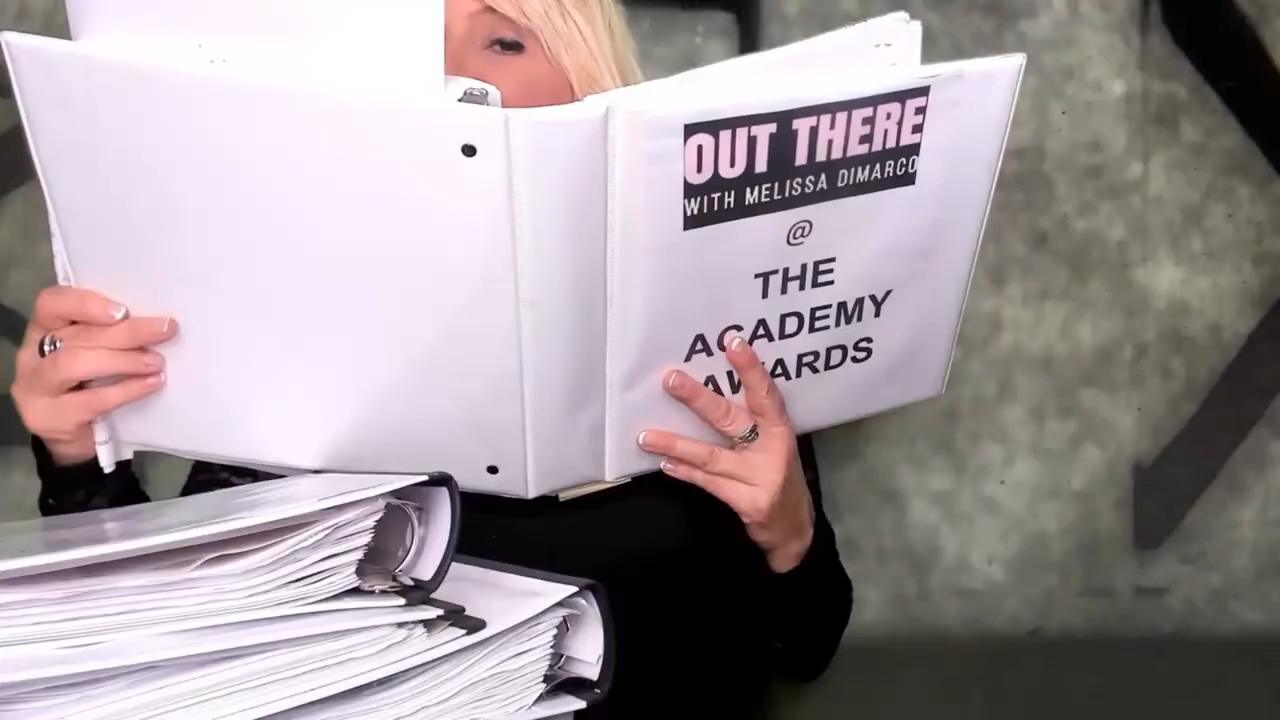 OUT THERE
WITH MELISSA DIMARCO
@
THE
ACADEMY
AWARDS